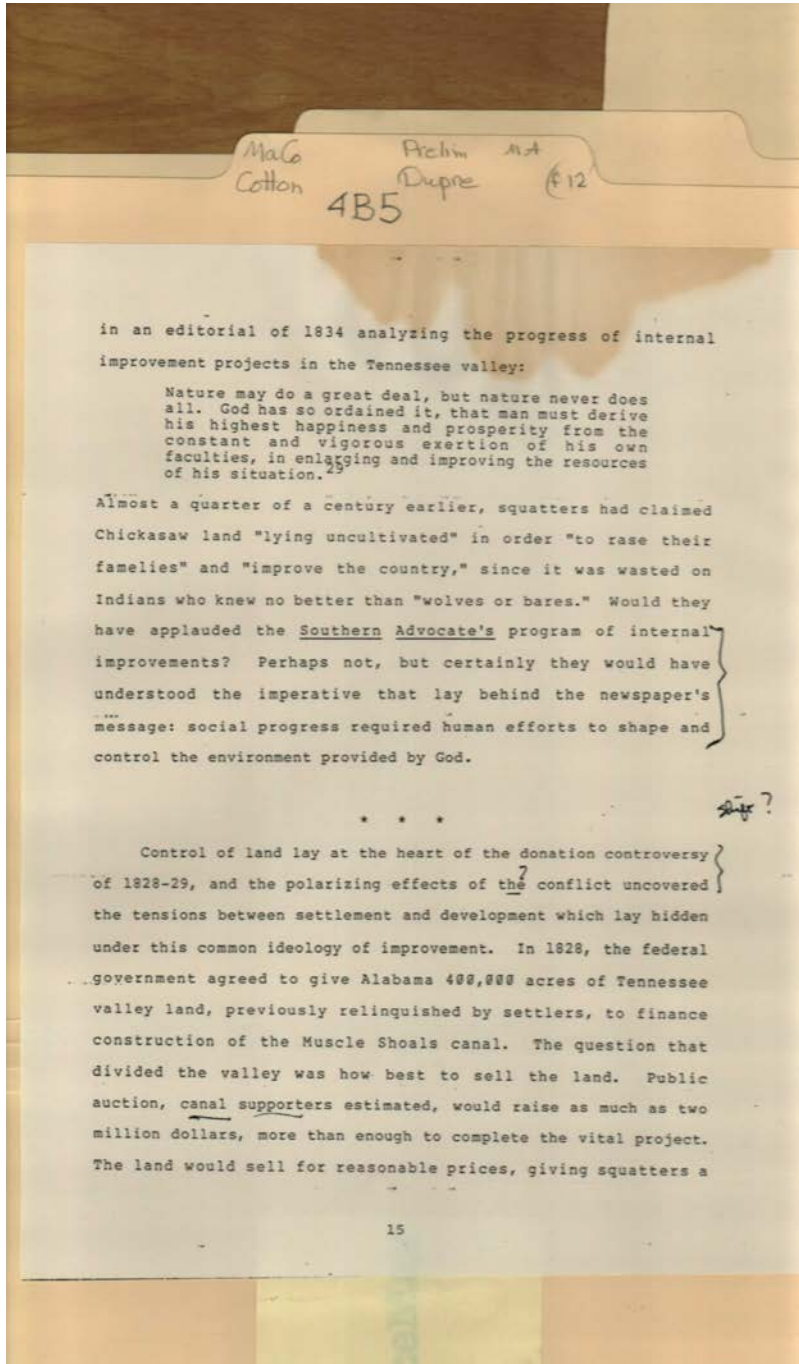 MaCo Prelim MA
Cotton Dupre F12
4B5
in an editorial of 1834 analyzing the progress of internal
improvement projects in the Tennessee valley:
Nature may do a great deal, but nature never does
all. God has so ordained it, that man must derive
his highest happiness and prosperity from the
constant and vigorous exertion of his own
faculties, in enlarging and improving the resources
of his situation.29
Almost a quarter of a century earlier, squatters had claimed
Chickasaw land "lying uncultivated" in order "to rase their
famelies" and "improve the country," since it was wasted on
Indians who knew no better than "wolves or bares." Would they
have applauded the Southern Advocate's program of internal
improvements? Perhaps not, but certainly they would have
understood the imperative that lay behind the newspaper's
message: social progress required human efforts to shape and
control the environment provided by God.
?
* * *
Control of land lay at the heart of the donation controversy
?
of 1828-29, and the polarizing effects of the conflict uncovered
the tensions between settlement and development which lay hidden
under this common ideology of improvement. In 1828, the federal
government agreed to give Alabama 400,000 acres of Tennessee
valley land, previously relinquished by settlers, to finance
construction of the Muscle Shoals canal. The question that
divided the valley was how best to sell the land. Public
auction, canal supporters estimated, would raise as much as two
million dollars, more than enough to complete the vital project.
The land would sell for reasonable prices, giving squatters a
15